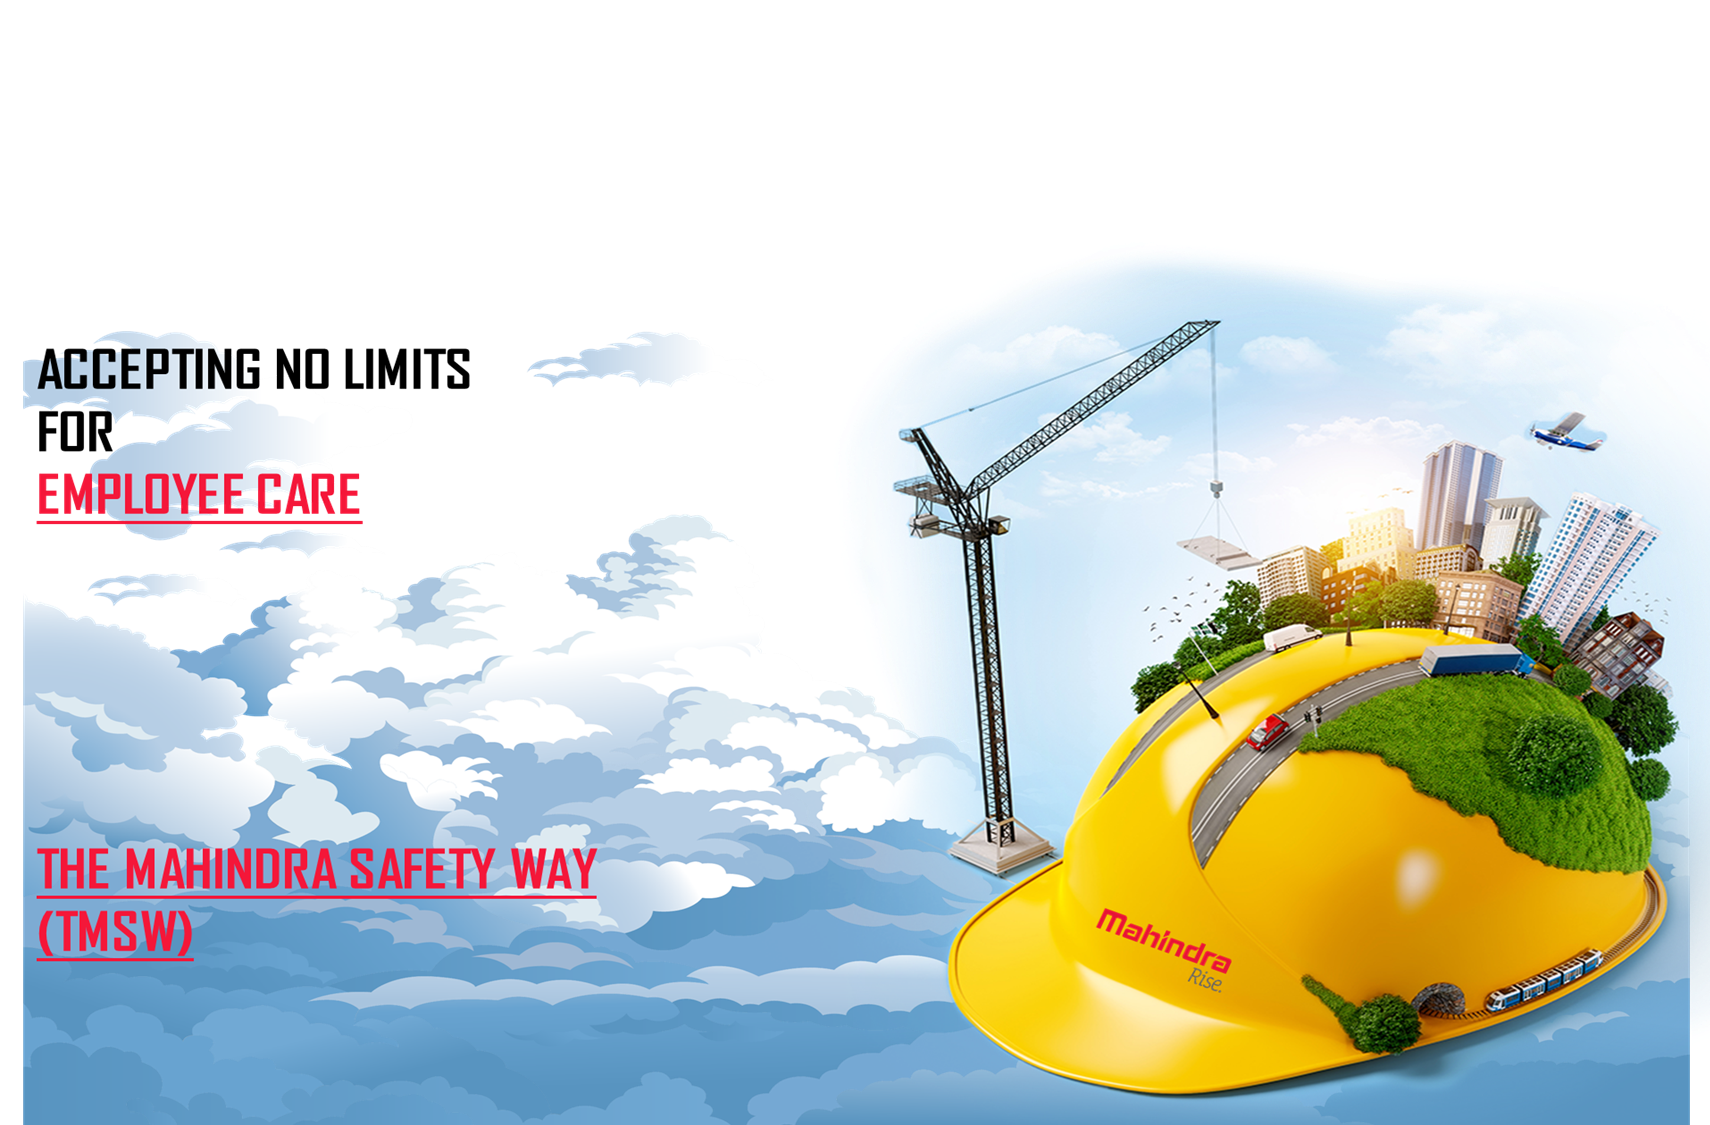 ACCEPTING NO LIMITS
FOR
EMPLOYEE CARE
THE MAHINDRA SAFETY WAY
(TMSW)
Mahindra
Rise.